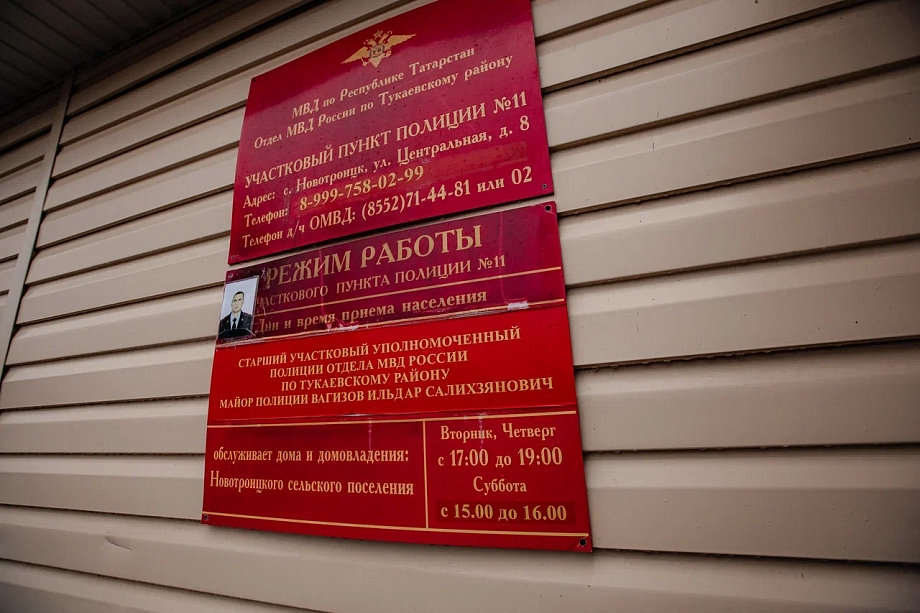 МВД по Республике Татарстан
Отдел МВД России по Тукаевскому району
УЧАСТКОВЫЙ ПУНКТ ПОЛИЦИИ №11
Адрес: с. Новотроицк, ул. Центральная, д. 8
Телефон: 8-999-758-02-99
Телефон д/ч ОМВД: (8552)71-44-81 или 02
РЕЖИМ РАБОТЫ
УЧАСТКОВОГО ПУНКТА ПОЛИЦИИ №11
Дни и время приема населения
СТАРШИЙ УЧАСТКОВЫЙ УПОЛНОМОЧЕННЫЙ
ПОЛИЦИИ ОТДЕЛА МВД РОССИИ
ПО ТУКАЕВСКОМУ РАЙОНУ
МАЙОР ПОЛИЦИИ ВАГИЗОВ ИЛЬДАР САЛИХЗЯНОВИЧ
обслуживает дома и домовладения:
Новотроицкого сельского поселения
Вторник, Четверг
с 17:00 до 19:00
Суббота
с 15.00 до 16.00